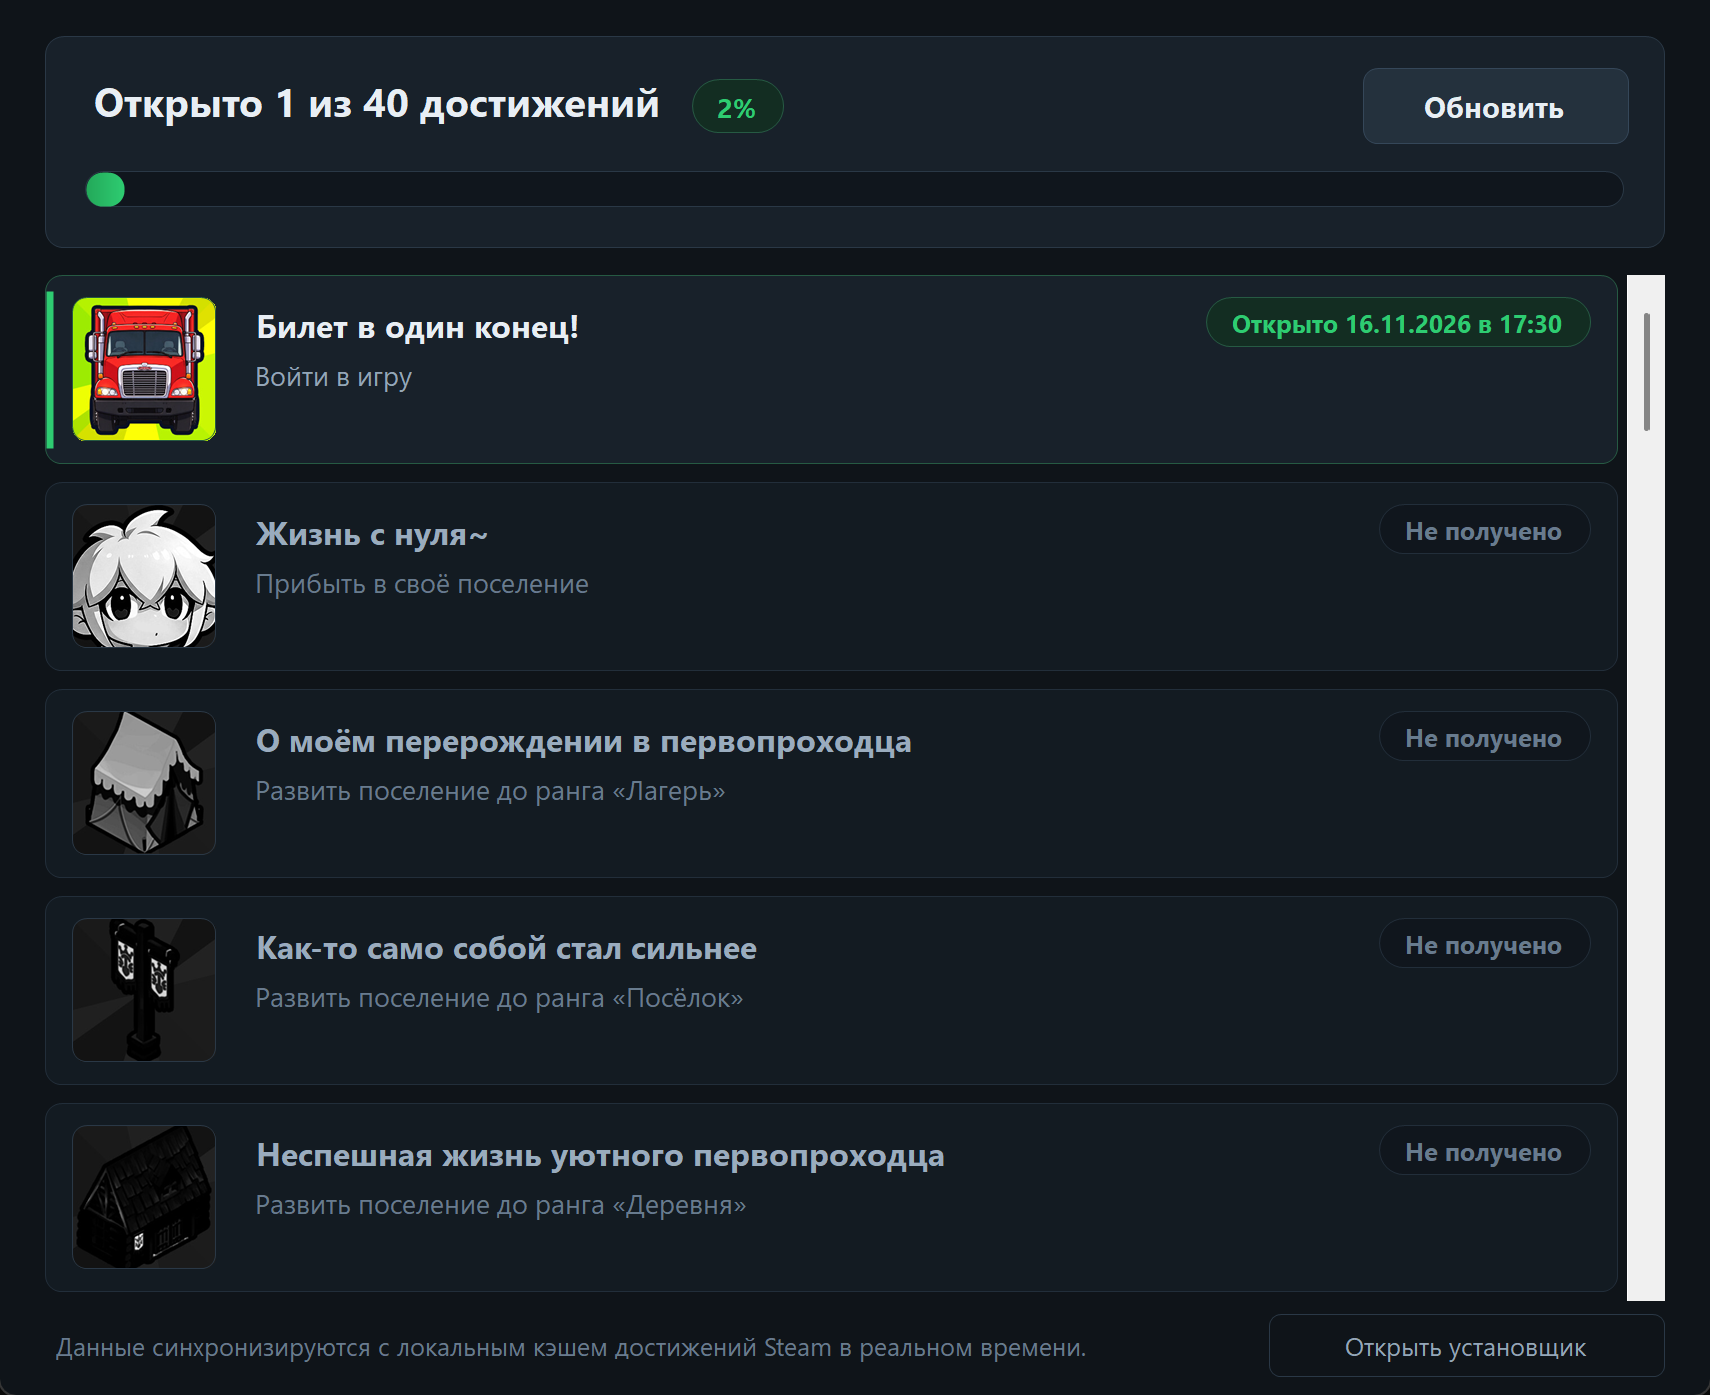 Открыто 1 из 40 достижений
2%
Обновить
Билет в один конец!
Открыто 16.11.2026 в 17:30
Войти в игру
Жизнь с нуля~
Не получено
Прибыть в своё поселение
О моём перерождении в первопроходца
Не получено
Развить поселение до ранга «Лагерь»
Как-то само собой стал сильнее
Не получено
Развить поселение до ранга «Посёлок»
Неспешная жизнь уютного первопроходца
Не получено
Развить поселение до ранга «Деревня»
Данные синхронизируются с локальным кэшем достижений Steam в реальном времени.
Открыть установщик